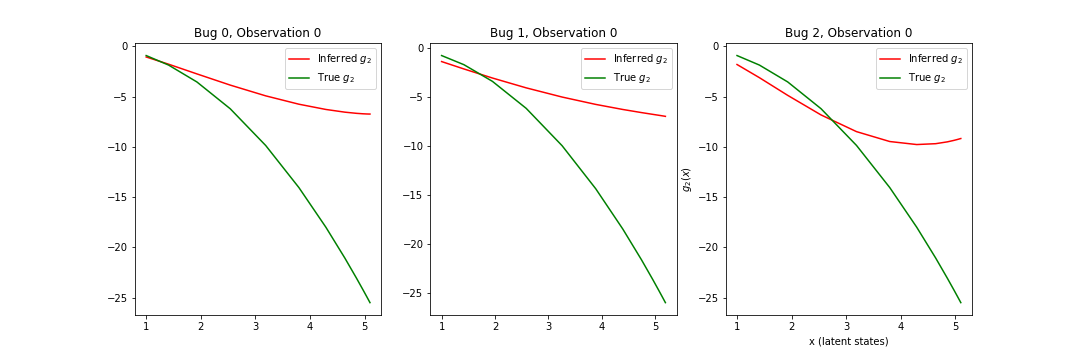 Bug 0, Observation 0
0
−5
−10
−15
−20
−25
1 2 3 4 5
Inferred g₂
True g₂
Bug 1, Observation 0
0
−5
−10
−15
−20
−25
1 2 3 4 5
Inferred g₂
True g₂
Bug 2, Observation 0
g₂(x)
0
−5
−10
−15
−20
−25
1 2 3 4 5
x (latent states)
Inferred g₂
True g₂